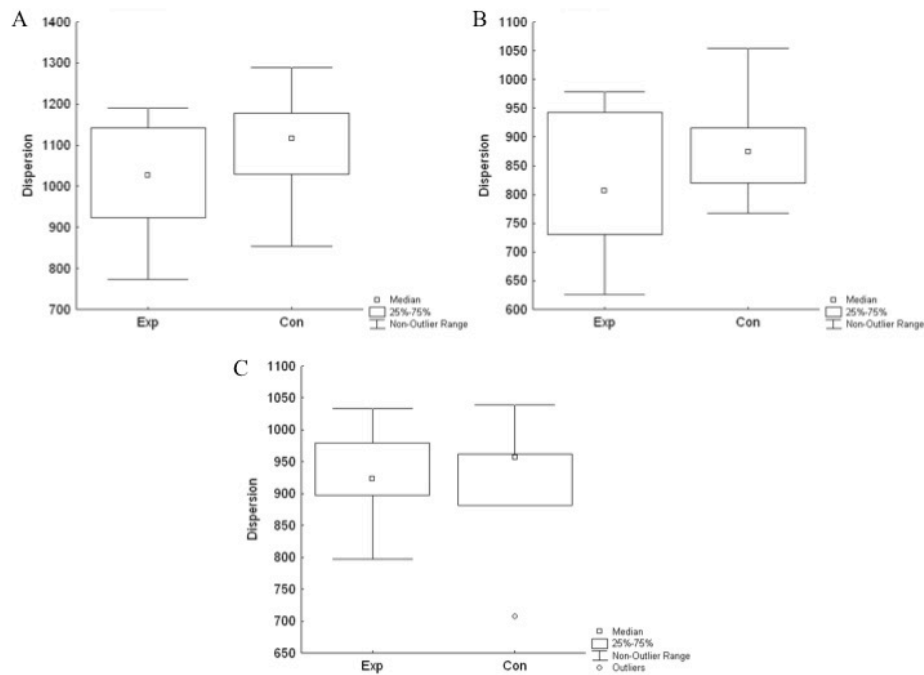 A
1400
1300
1200
1100
1000
900
800
700
Dispersion
Exp
Con
Median
25%-75%
Non-Outlier Range
B
1100
1050
1000
950
900
850
800
750
700
650
600
Dispersion
Exp
Con
Median
25%-75%
Non-Outlier Range
C
1100
1050
1000
950
900
850
800
750
700
650
Dispersion
Exp
Con
Median
25%-75%
Non-Outlier Range
Outliers